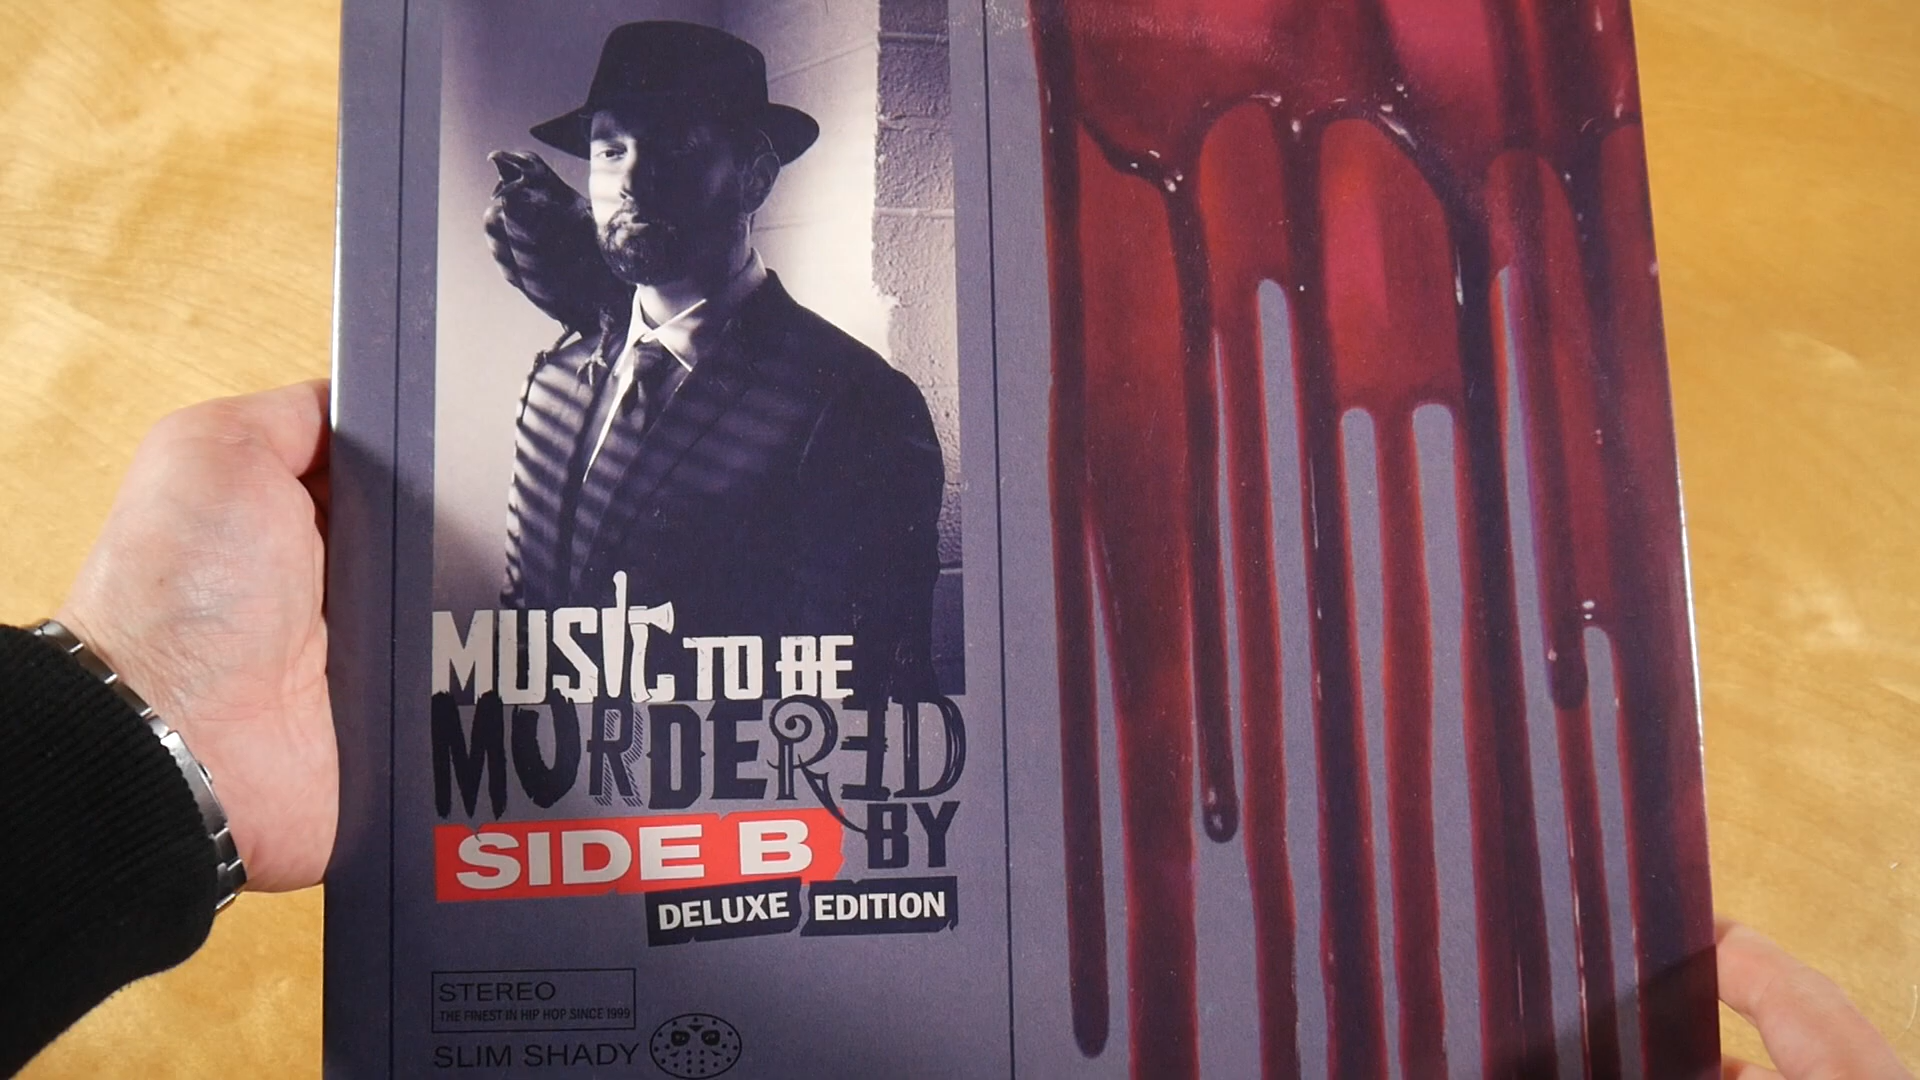 MUSIC TO BE
MURDERED
BY
SIDE B
DELUXE EDITION
STEREO
THE FINEST IN HIP HOP SINCE 1999
SLIM SHADY